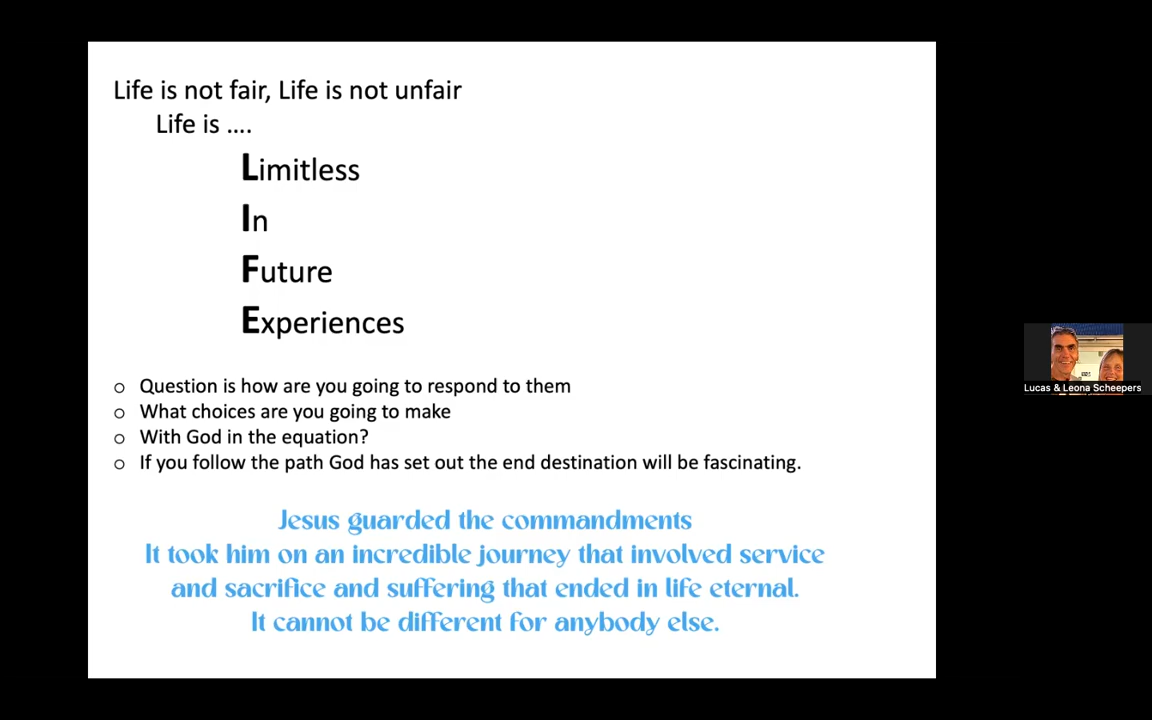 Life is not fair, Life is not unfair
Life is ....
Limitless
In
Future
Experiences
o Question is how are you going to respond to them
o What choices are you going to make
o With God in the equation?
o If you follow the path God has set out the end destination will be fascinating.
Jesus guarded the commandments
It took him on an incredible journey that involved service
and sacrifice and suffering that ended in life eternal.
It cannot be different for anybody else.
Lucas & Leona Scheepers